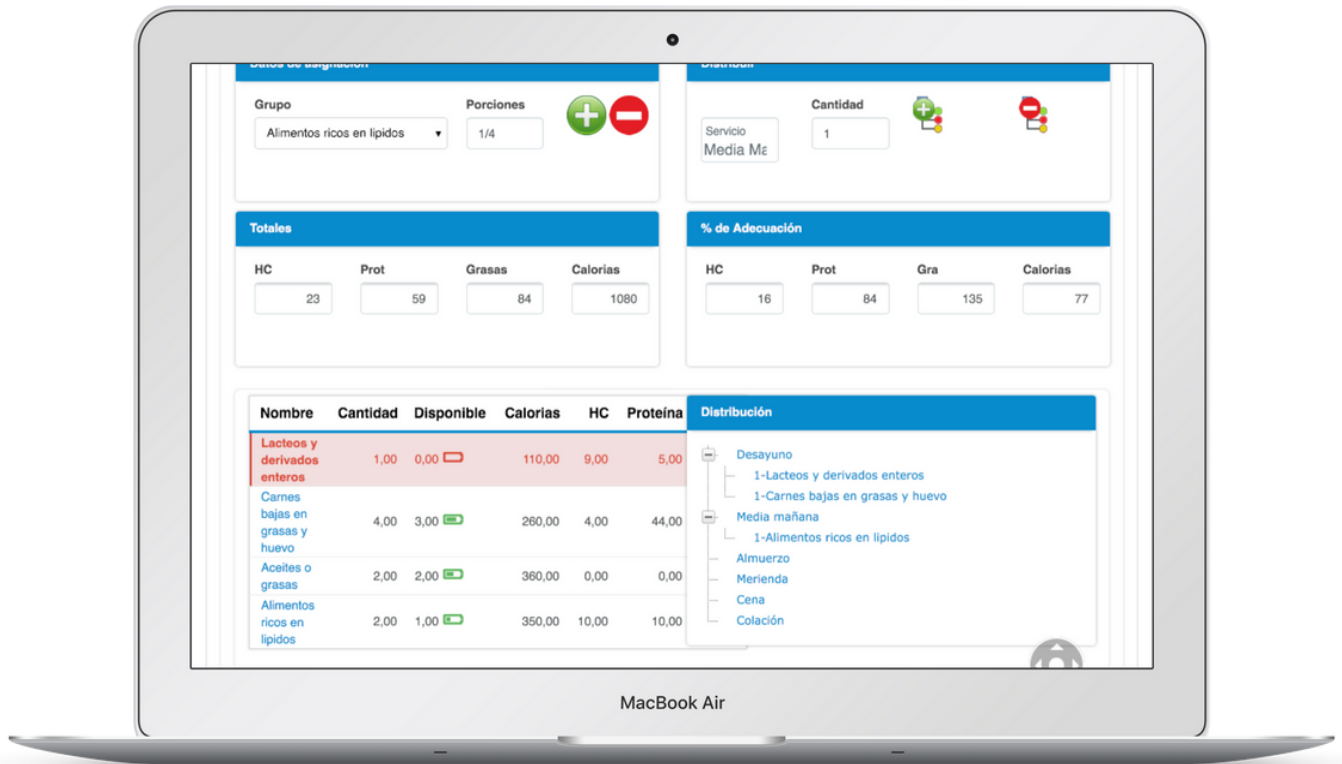 Datos de asignación
Distribuir
Grupo
Porciones
Alimentos ricos en lipidos
1/4
Cantidad
Servicio
Media Ma
1
Totales
HC
Prot
Grasas
Calorias
23
59
84
1080
% de Adecuación
HC
Prot
Gra
Calorias
16
84
135
77
Nombre Cantidad Disponible Calorias HC Proteína
Lacteos y
derivados
enteros
1,00 0,00 110,00 9,00 5,00
Carnes
bajas en
grasas y
huevo
4,00 3,00 260,00 4,00 44,00
Aceites o
grasas
2,00 2,00 360,00 0,00 0,00
Alimentos
ricos en
lipidos
2,00 1,00 350,00 10,00 10,00
Distribución
Desayuno
1-Lacteos y derivados enteros
1-Carnes bajas en grasas y huevo
Media mañana
1-Alimentos ricos en lipidos
Almuerzo
Merienda
Cena
Colación
MacBook Air